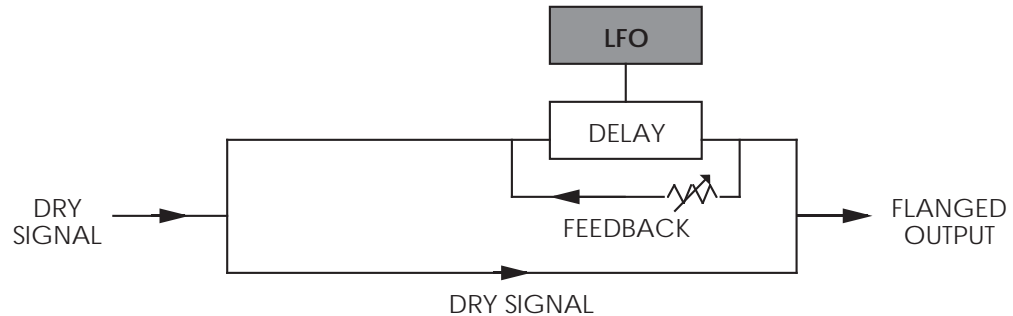 LFO
DELAY
FEEDBACK
DRY
SIGNAL
FLANGED
OUTPUT
DRY SIGNAL